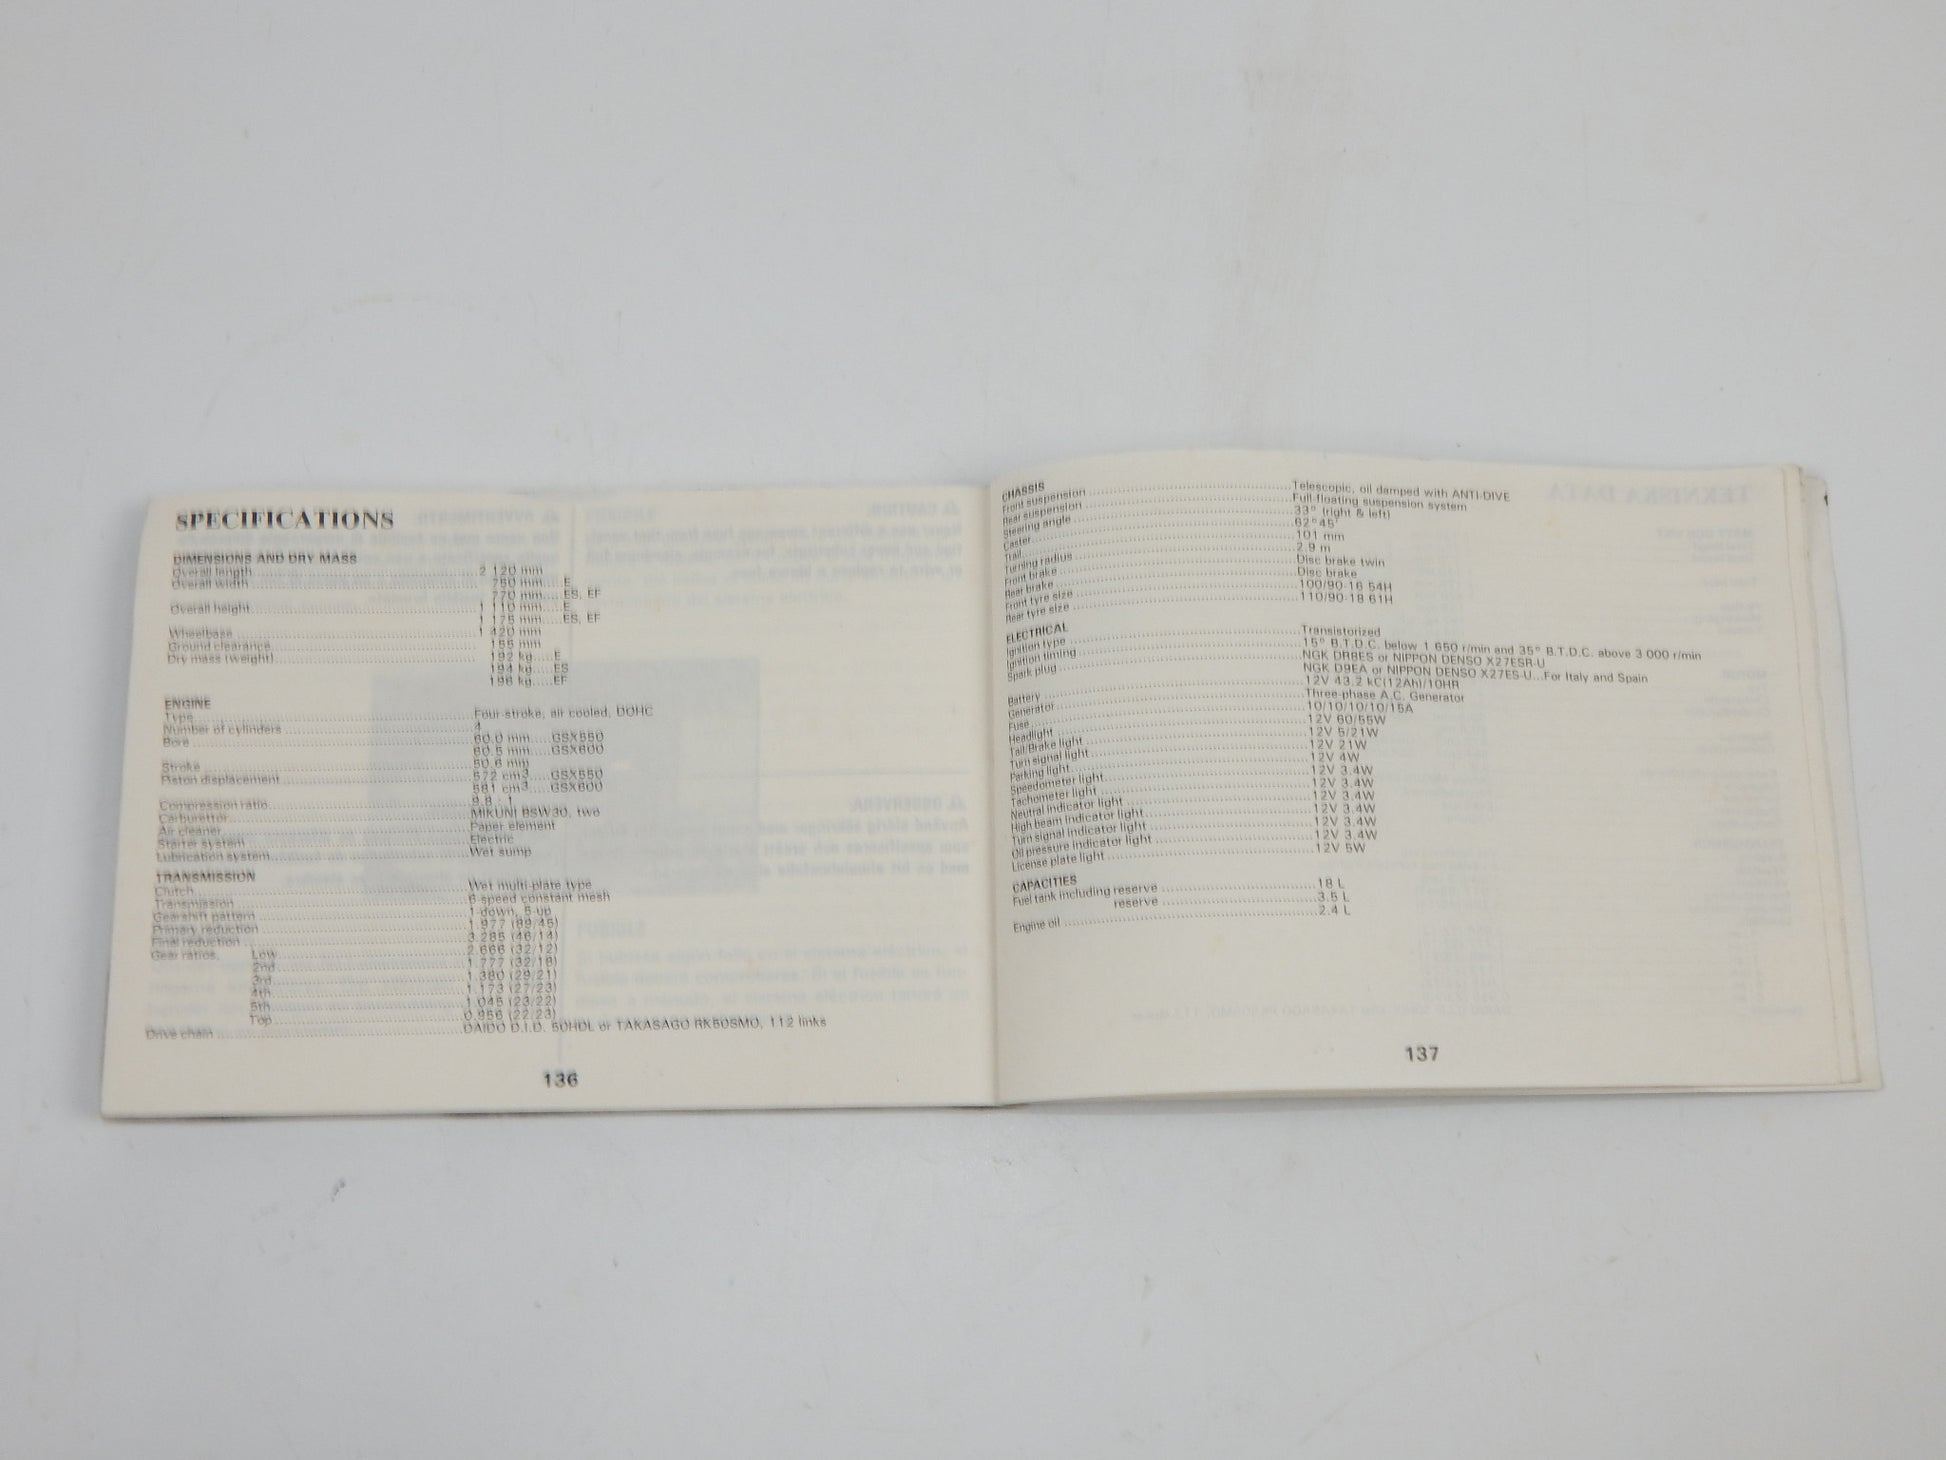 SPECIFICATIONS
DIMENSIONS AND DRY MASS
Overall length ........ 2 120 mm
Overall width ........ 750 mm.....E
770 mm.....ES, EF
Overall height ........ 1 110 mm.....E
1 175 mm.....ES, EF
Wheelbase ........ 1 420 mm
Ground clearance ........ 155 mm
Dry mass (weight) ........ 192 kg.....E
194 kg.....ES
196 kg.....EF
ENGINE
Type ........ Four-stroke, air cooled, DOHC
Number of cylinders ........ 4
Bore ........ 60.0 mm.....GSX550
60.5 mm.....GSX600
Stroke ........ 50.6 mm
Piston displacement ........ 572 cm³.....GSX550
581 cm³.....GSX600
Compression ratio ........ 9.8 : 1
Carburettor ........ MIKUNI BSW30, two
Air cleaner ........ Paper element
Starter system ........ Electric
Lubrication system ........ Wet sump
TRANSMISSION
Clutch ........ Wet multi-plate type
Transmission ........ 6-speed constant mesh
Gearshift pattern ........ 1-down, 5-up
Primary reduction ........ 1.977 (89/45)
Final reduction ........ 3.285 (46/14)
Gear ratios, Low ........ 2.666 (32/12)
2nd ........ 1.777 (32/18)
3rd ........ 1.380 (29/21)
4th ........ 1.173 (27/23)
5th ........ 1.045 (23/22)
Top ........ 0.956 (22/23)
Drive chain ........ DAIDO D.I.D. 50HDL or TAKASAGO RK50SMO, 112 links
136
CHASSIS
Front suspension ........ Telescopic, oil damped with ANTI-DIVE
Rear suspension ........ Full-floating suspension system
Steering angle ........ 33° (right & left)
Caster ........ 62°45'
Trail ........ 101 mm
Turning radius ........ 2.9 m
Front brake ........ Disc brake twin
Rear brake ........ Disc brake
Front tyre size ........ 100/90-16 54H
Rear tyre size ........ 110/90-18 61H
ELECTRICAL
Ignition type ........ Transistorized
Ignition timing ........ 15° B.T.D.C. below 1 650 r/min and 35° B.T.D.C. above 3 000 r/min
Spark plug ........ NGK DR8ES or NIPPON DENSO X27ESR-U
NGK D9EA or NIPPON DENSO X27ES-U...For Italy and Spain
Battery ........ 12V 43.2 kC(12Ah)/10HR
Generator ........ Three-phase A.C. Generator
Fuse ........ 10/10/10/10/15A
Headlight ........ 12V 60/55W
Tail/Brake light ........ 12V 5/21W
Turn signal light ........ 12V 21W
Parking light ........ 12V 4W
Speedometer light ........ 12V 3.4W
Tachometer light ........ 12V 3.4W
Neutral indicator light ........ 12V 3.4W
High beam indicator light ........ 12V 3.4W
Turn signal indicator light ........ 12V 3.4W
Oil pressure indicator light ........ 12V 3.4W
License plate light ........ 12V 5W
CAPACITIES
Fuel tank including reserve ........ 18 L
reserve ........ 3.5 L
Engine oil ........ 2.4 L
137